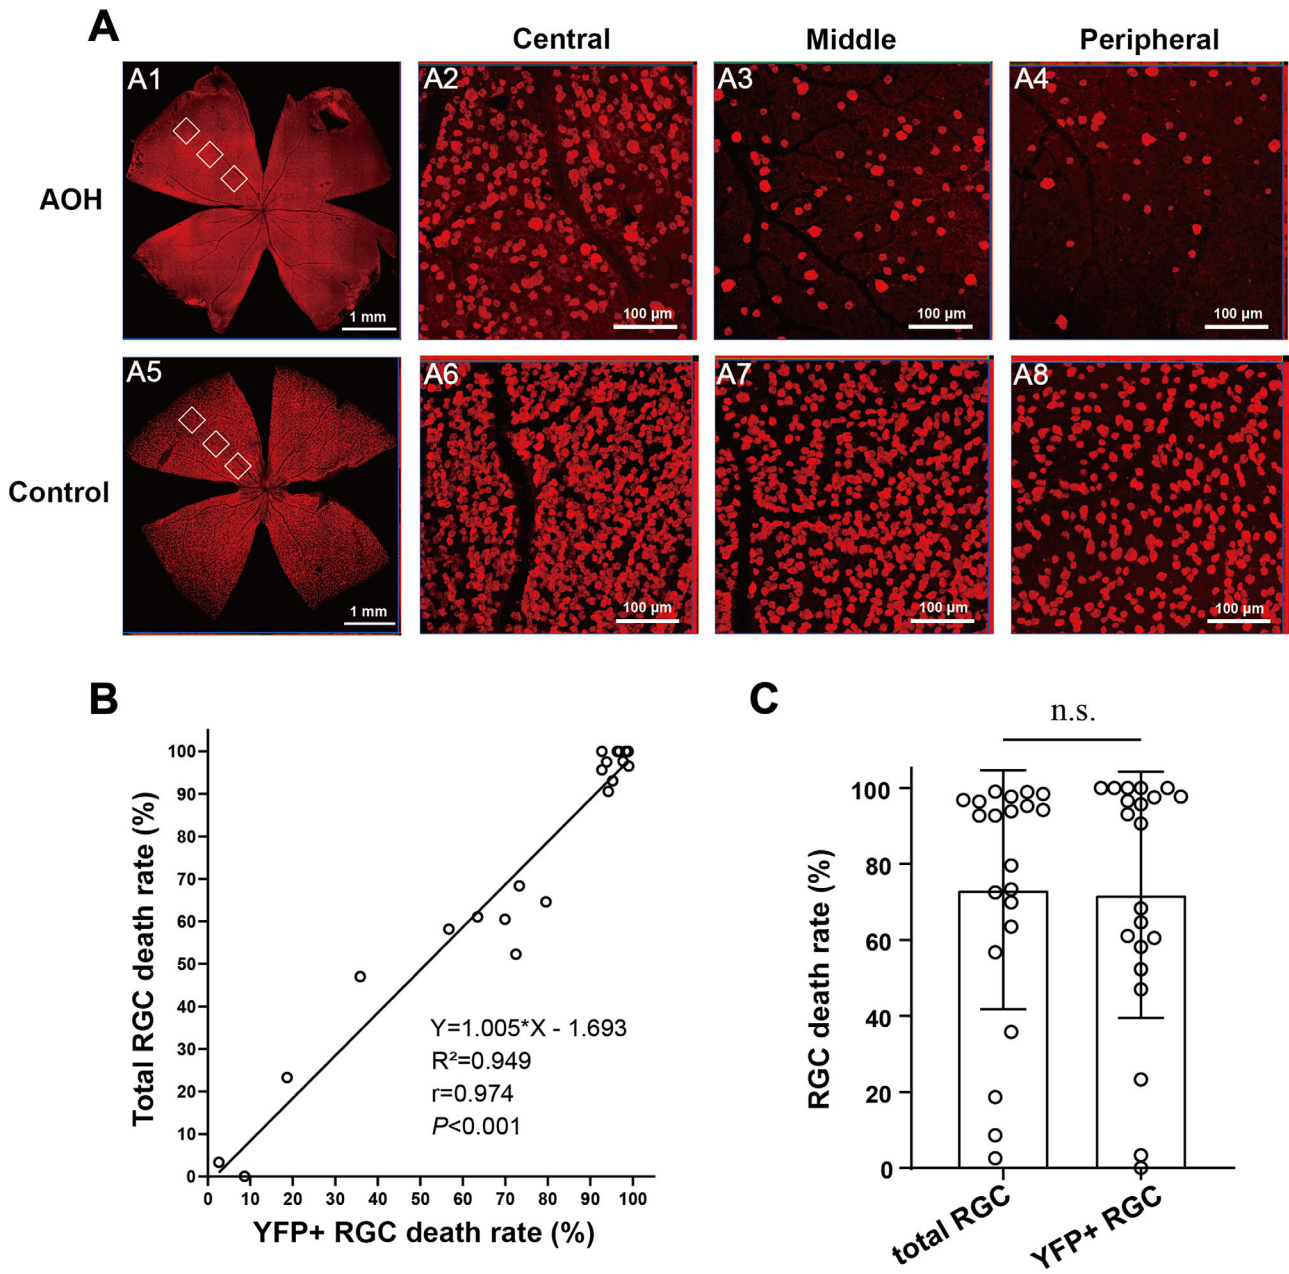 A
Central
Middle
Peripheral
AOH
A1
1 mm
A2
100 µm
A3
100 µm
A4
100 µm
Control
A5
1 mm
A6
100 µm
A7
100 µm
A8
100 µm
B
Total RGC death rate (%)
100
90
80
70
60
50
40
30
20
10
0
Y=1.005*X - 1.693
R²=0.949
r=0.974
P<0.001
0 10 20 30 40 50 60 70 80 90 100
YFP+ RGC death rate (%)
C
n.s.
RGC death rate (%)
100
80
60
40
20
0
total RGC
YFP+ RGC